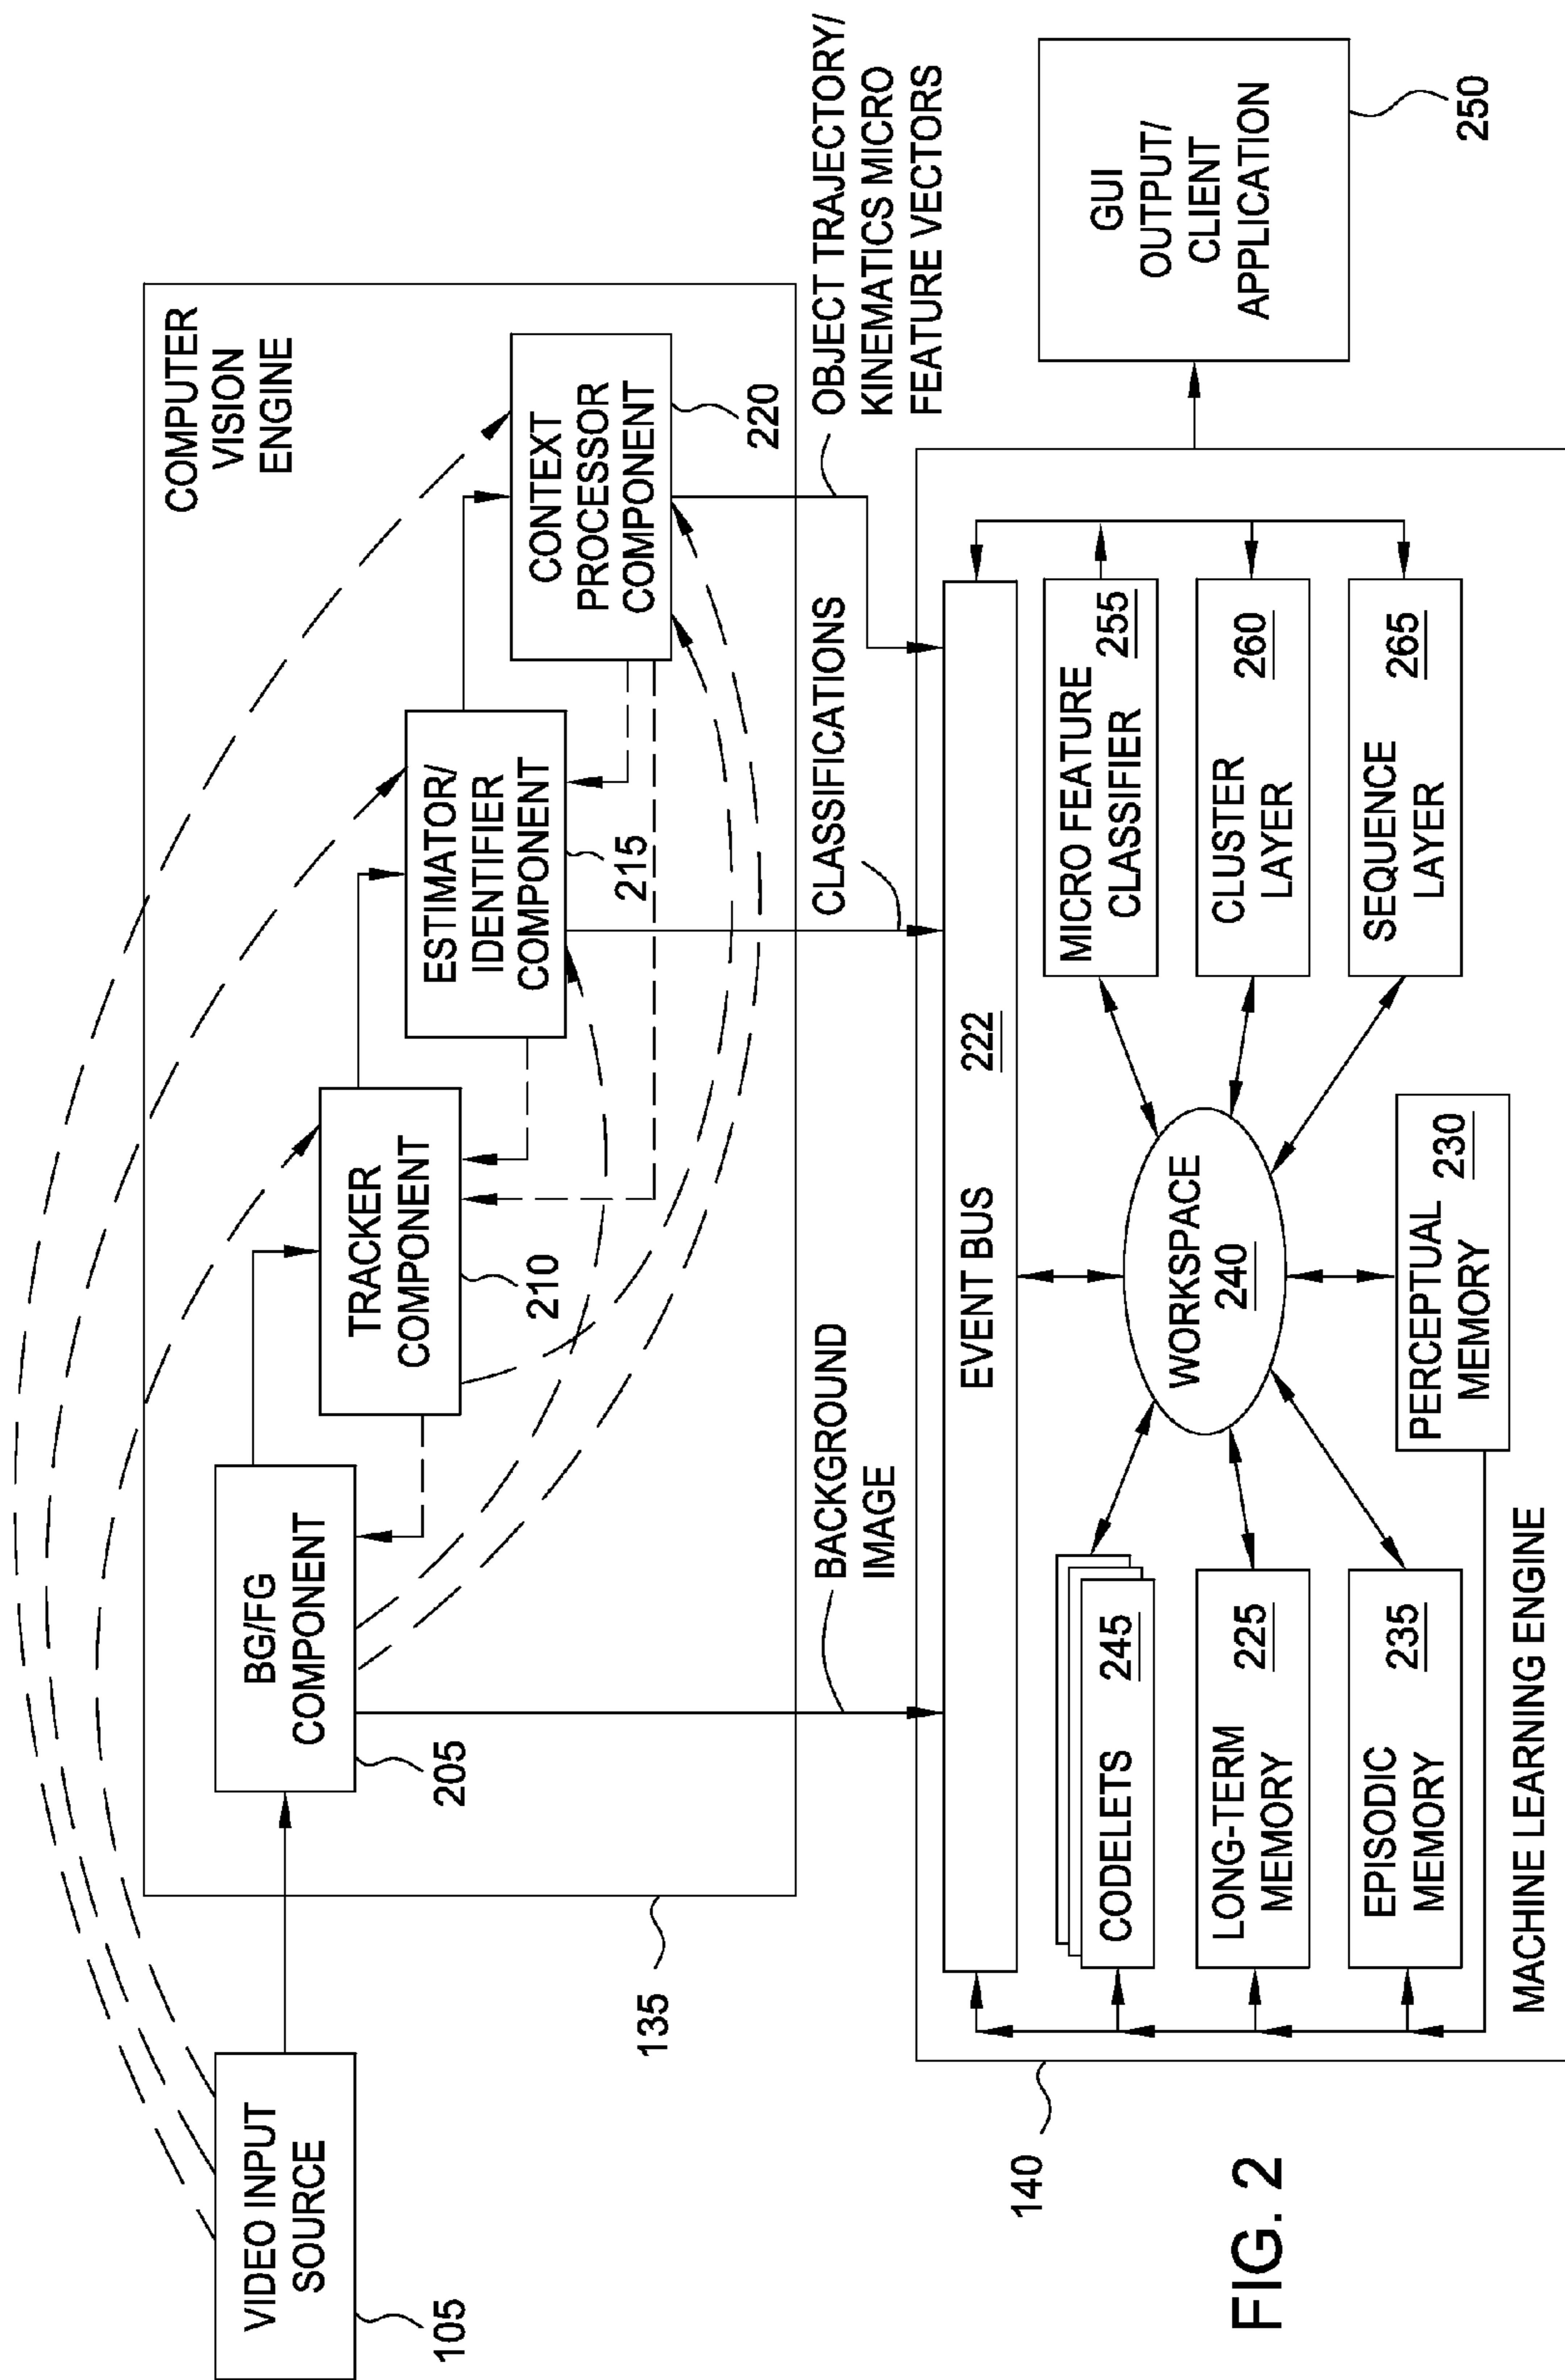 VIDEO INPUT
SOURCE
105
COMPUTER
VISION
ENGINE
135
BG/FG
COMPONENT
205
TRACKER
COMPONENT
210
ESTIMATOR/
IDENTIFIER
COMPONENT
215
CONTEXT
PROCESSOR
COMPONENT
220
BACKGROUND
IMAGE
CLASSIFICATIONS
OBJECT TRAJECTORY/
KINEMATICS MICRO
FEATURE VECTORS
140
EVENT BUS 222
CODELETS 245
LONG-TERM
MEMORY 225
EPISODIC
MEMORY 235
WORKSPACE
240
PERCEPTUAL
MEMORY 230
MICRO FEATURE
CLASSIFIER 255
CLUSTER
LAYER 260
SEQUENCE
LAYER 265
MACHINE LEARNING ENGINE
GUI
OUTPUT/
CLIENT
APPLICATION
250
FIG. 2